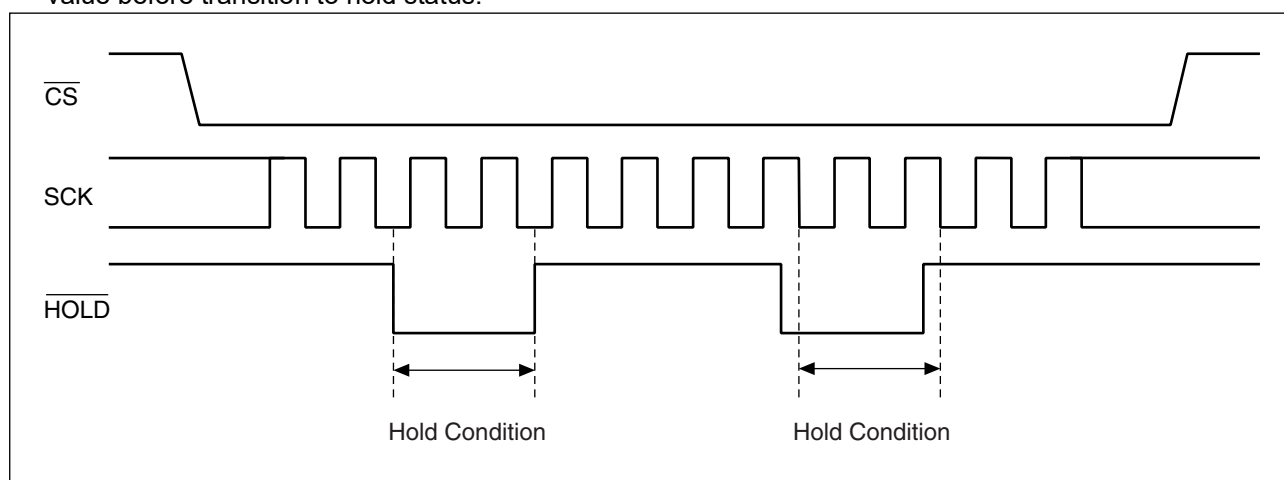 value before transition to hold status.
CS
SCK
HOLD
Hold Condition Hold Condition